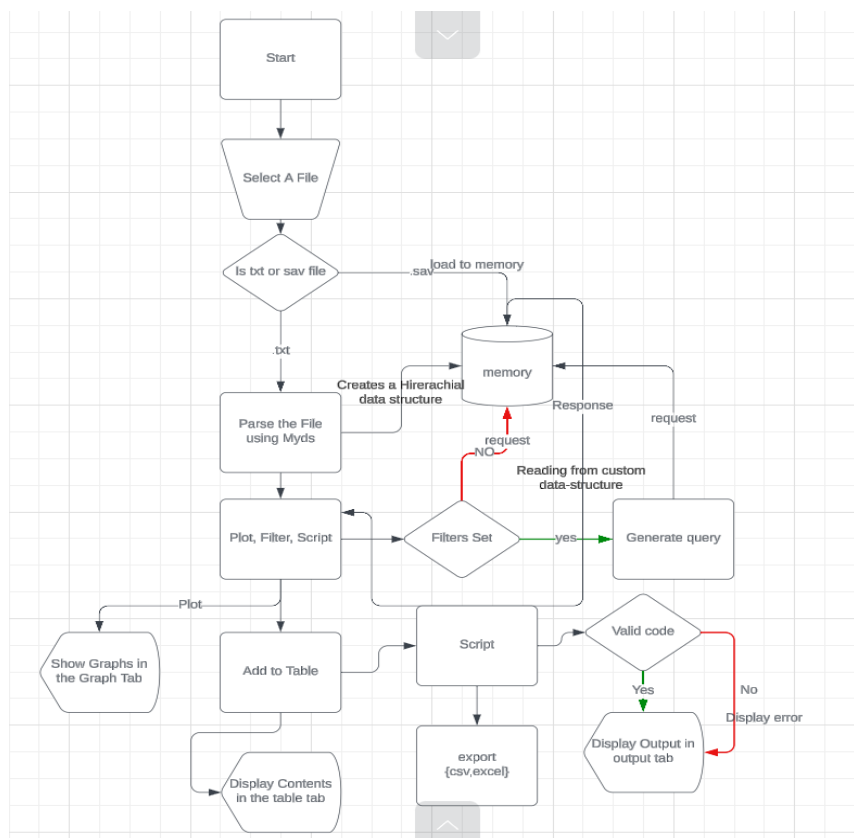 Start
Select A File
Is txt or sav file
.sav
load to memory
.txt
memory
Creates a Hirerachial
data structure
Response
Parse the File
using Myds
request
request
NO
Reading from custom
data-structure
Plot, Filter, Script
Filters Set
yes
Generate query
Plot
Show Graphs in
the Graph Tab
Add to Table
Script
Valid code
Yes
No
Display error
Display Output in
output tab
export
{csv,excel}
Display Contents
in the table tab